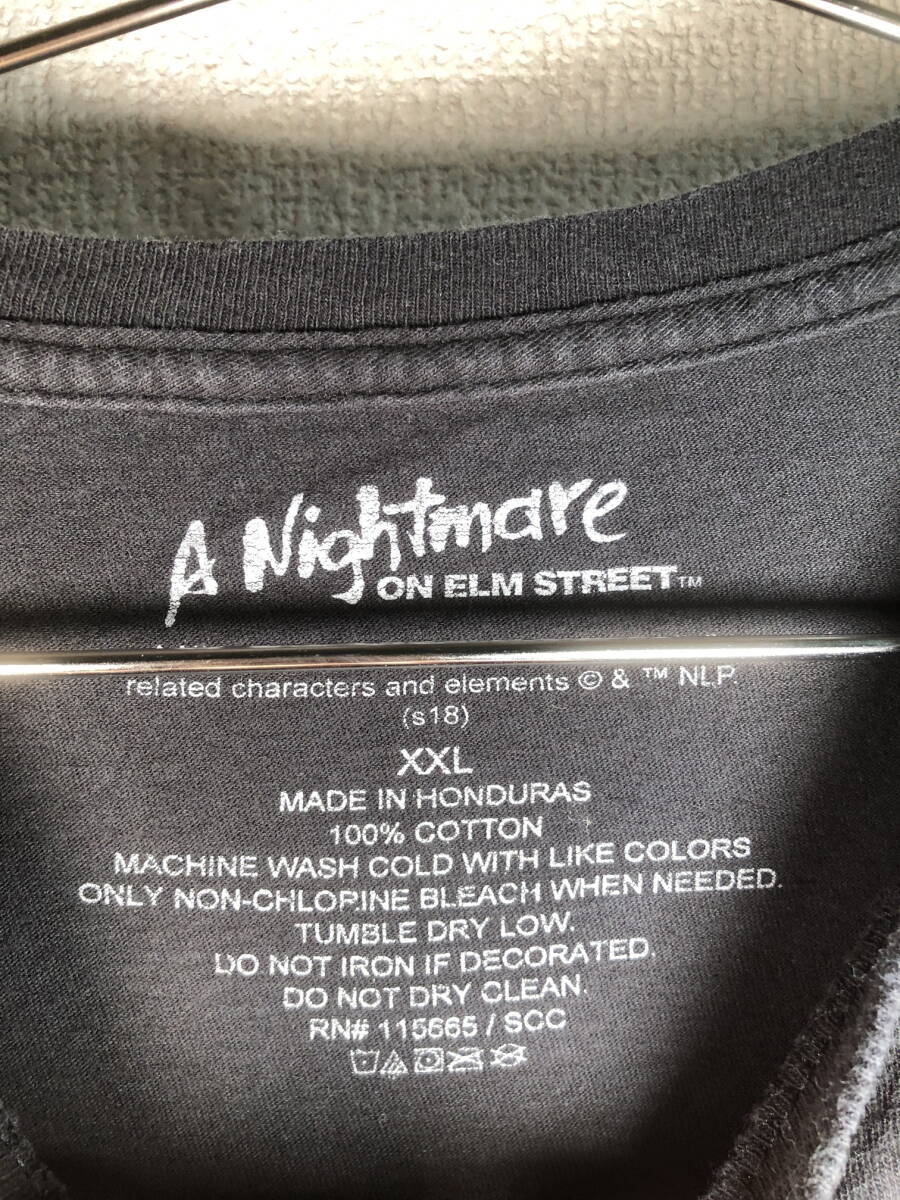 A Nightmare
ON ELM STREET™
related characters and elements © & ™ NLP.
(s18)
XXL
MADE IN HONDURAS
100% COTTON
MACHINE WASH COLD WITH LIKE COLORS
ONLY NON-CHLORINE BLEACH WHEN NEEDED.
TUMBLE DRY LOW.
DO NOT IRON IF DECORATED.
DO NOT DRY CLEAN.
RN# 115665 / SCC